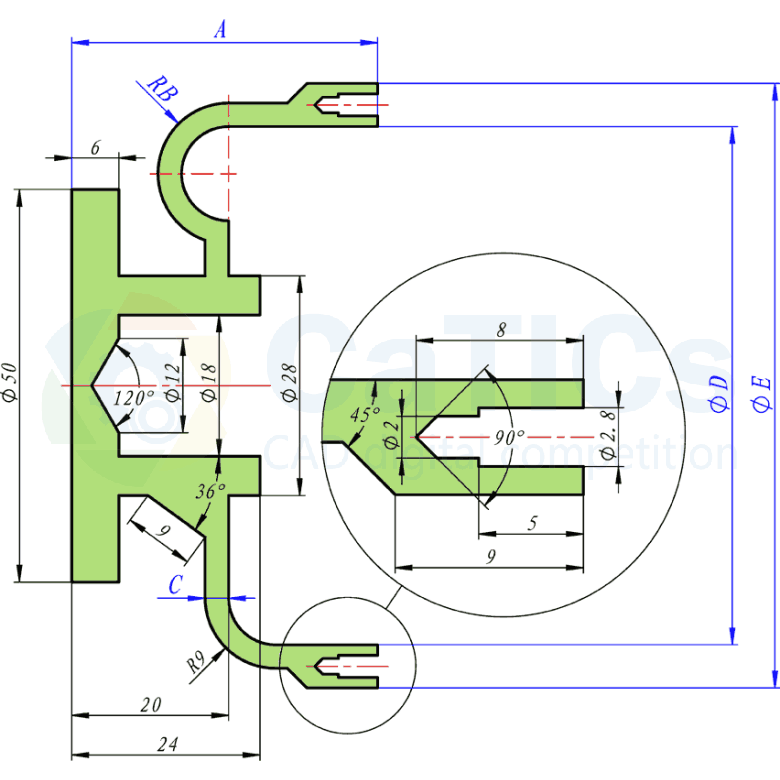 A
RB
6
8
Φ50
120°
Φ12
Φ18
Φ28
45°
Φ2
90°
Φ2.8
ΦD
ΦE
CaTICs
CAD digital competition
36°
9
5
9
C
R9
20
24